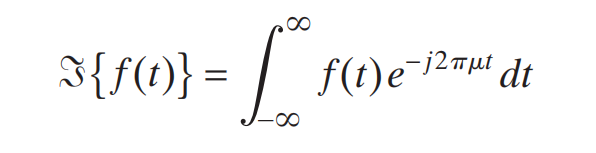 ℑ{f(t)} = ∫_{-∞}^{∞} f(t) e^{-j2πμt} dt